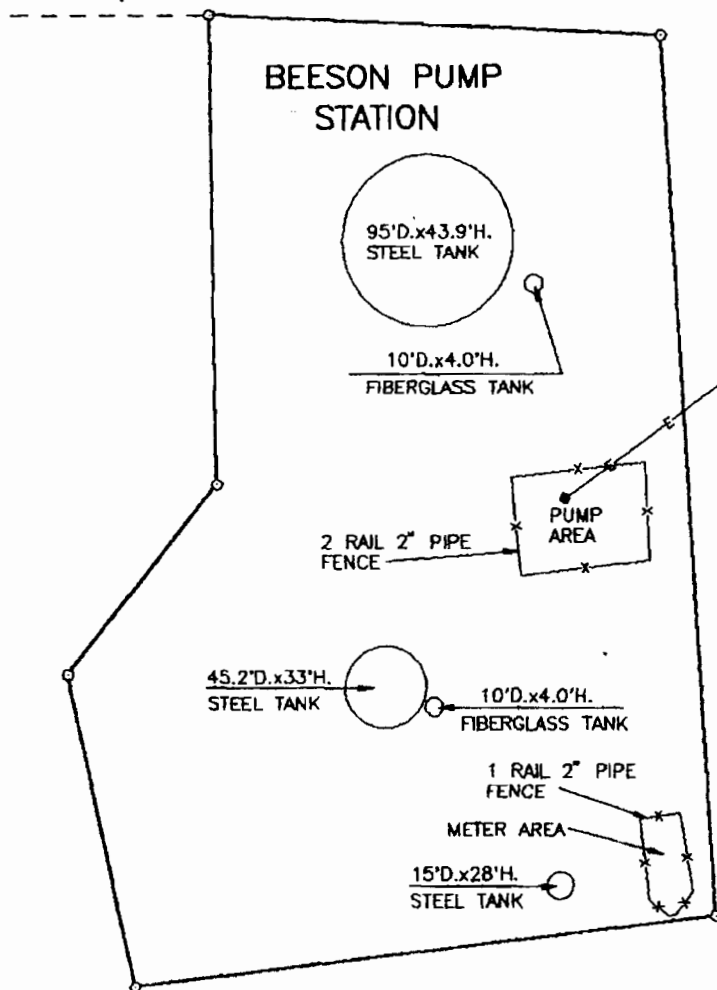 BEESON PUMP
STATION
95'D.x43.9'H.
STEEL TANK
10'D.x4.0'H.
FIBERGLASS TANK
E
E
PUMP
AREA
2 RAIL 2" PIPE
FENCE
45.2'D.x33'H.
STEEL TANK
10'D.x4.0'H.
FIBERGLASS TANK
1 RAIL 2" PIPE
FENCE
METER AREA
15'D.x28'H.
STEEL TANK